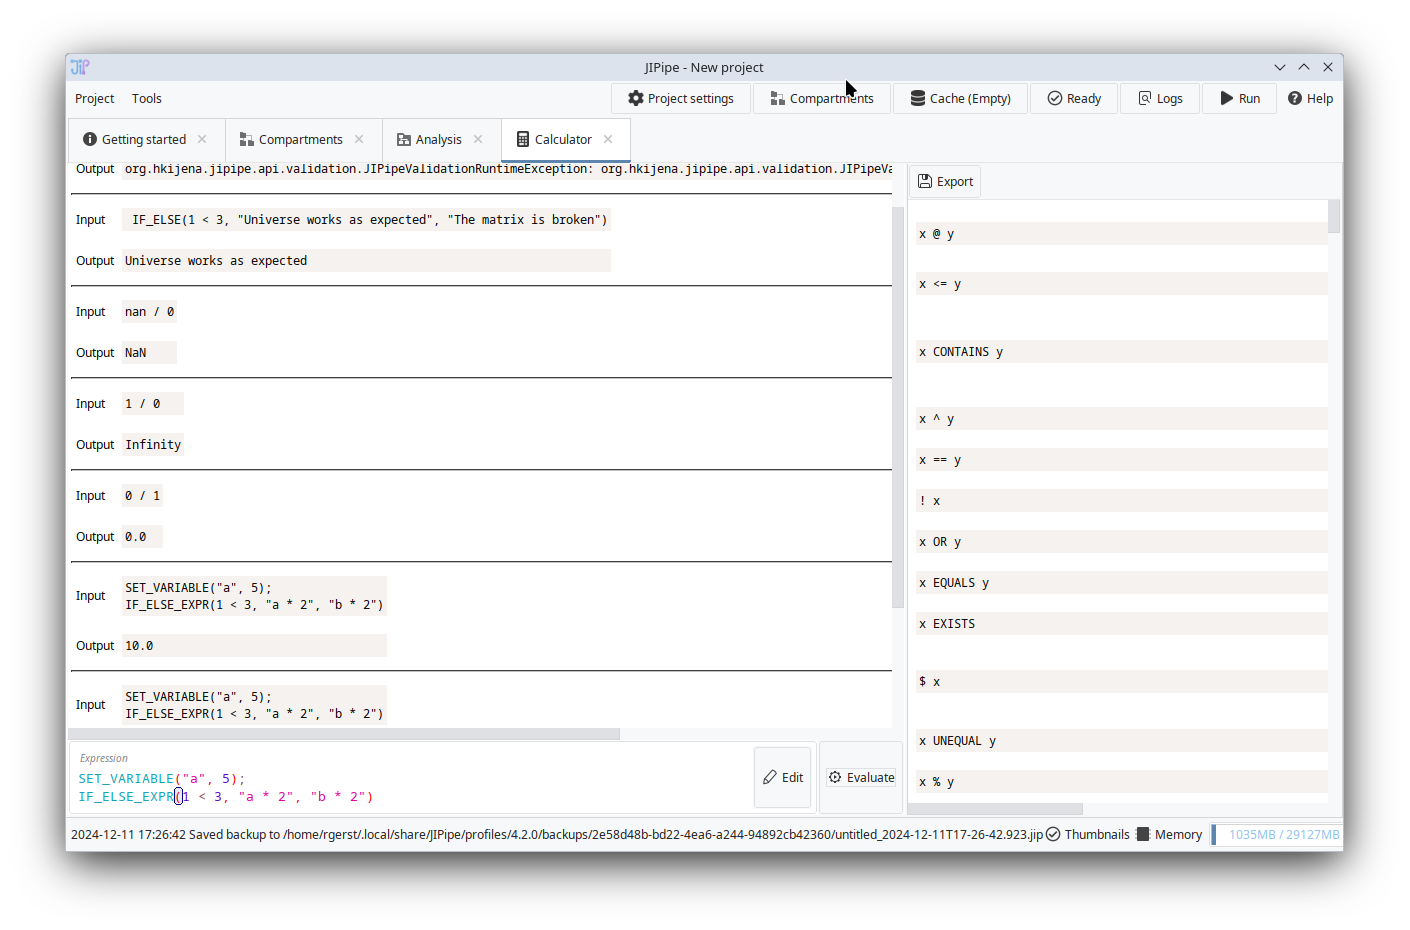 JIP
JIPipe - New project
Project Tools Project settings Compartments Cache (Empty) Ready Logs Run Help
Getting started Compartments Analysis Calculator
Output org.hkijena.jipipe.api.validation.JIPipeValidationRuntimeException: org.hkijena.jipipe.api.validation.JIPipeVa
Input IF_ELSE(1 < 3, "Universe works as expected", "The matrix is broken")
Output Universe works as expected
Input nan / 0
Output NaN
Input 1 / 0
Output Infinity
Input 0 / 1
Output 0.0
Input SET_VARIABLE("a", 5);
IF_ELSE_EXPR(1 < 3, "a * 2", "b * 2")
Output 10.0
Input SET_VARIABLE("a", 5);
IF_ELSE_EXPR(1 < 3, "a * 2", "b * 2")
Expression
SET_VARIABLE("a", 5);
IF_ELSE_EXPR(1 < 3, "a * 2", "b * 2")
Edit
Evaluate
Export
x @ y
x <= y
x CONTAINS y
x ^ y
x == y
! x
x OR y
x EQUALS y
x EXISTS
$ x
x UNEQUAL y
x % y
2024-12-11 17:26:42 Saved backup to /home/rgerst/.local/share/JIPipe/profiles/4.2.0/backups/2e58d48b-bd22-4ea6-a244-94892cb42360/untitled_2024-12-11T17-26-42.923.jip Thumbnails Memory 1035MB / 29127MB